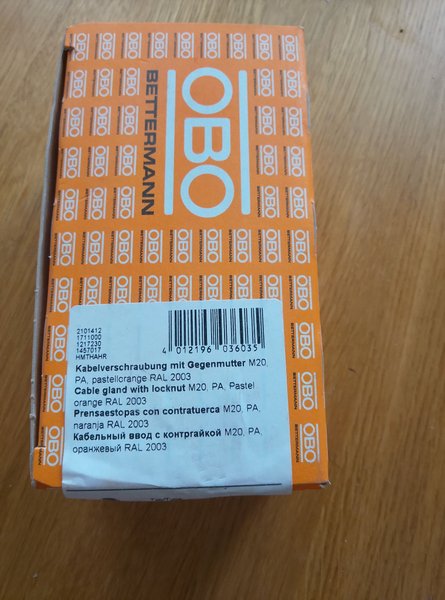 OBO
BETTERMANN
2101412
1711000
1217230
1457017
HMTHAHR
4 012196 036035
Kabelverschraubung mit Gegenmutter M20,
PA, pastellorange RAL 2003
Cable gland with locknut M20, PA, Pastel
orange RAL 2003
Prensaestopas con contratuerca M20, PA,
naranja RAL 2003
Кабельный ввод с контргайкой M20, PA,
оранжевый RAL 2003